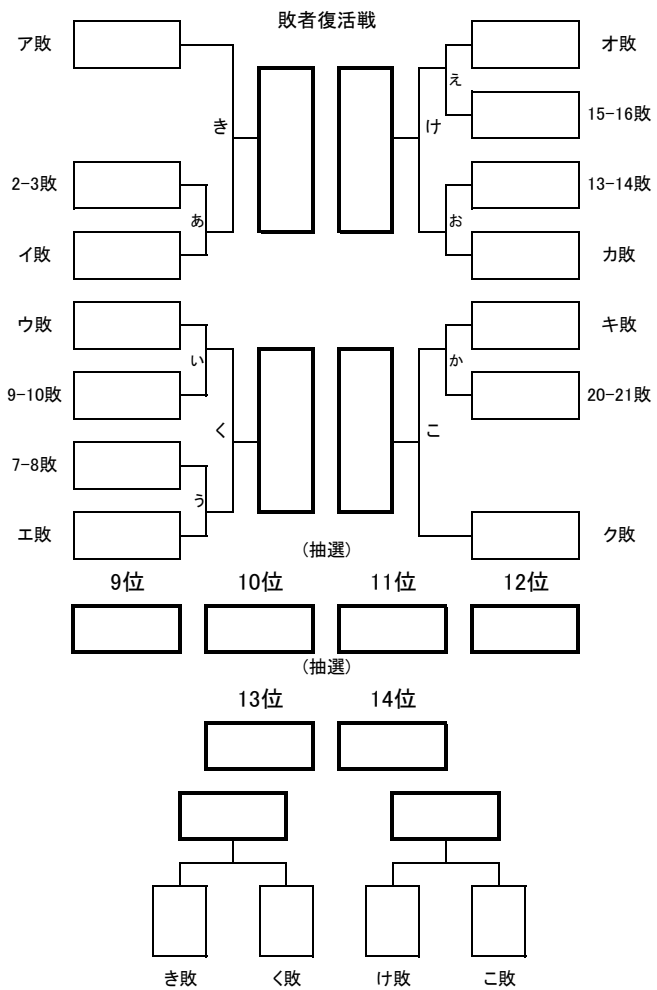 敗者復活戦
ア敗
オ敗
え
15-16敗
き
け
2-3敗
13-14敗
あ
お
イ敗
カ敗
ウ敗
キ敗
い
か
9-10敗
20-21敗
く
こ
7-8敗
う
エ敗
ク敗
(抽選)
9位 10位 11位 12位
(抽選)
13位 14位
き敗 く敗 け敗 こ敗